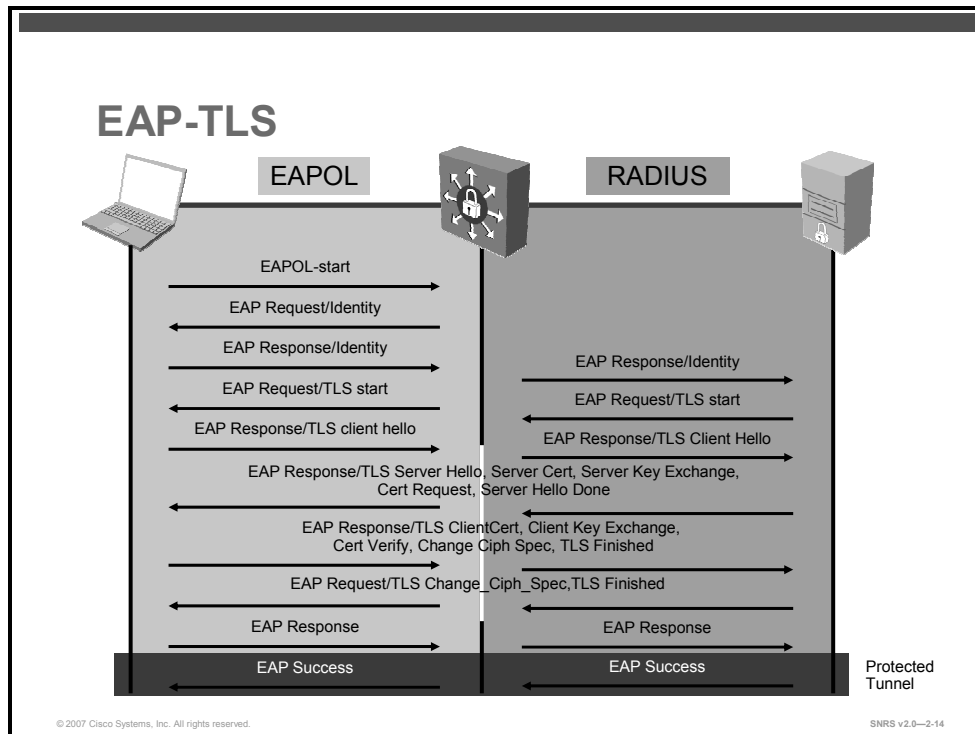 EAP-TLS
EAPOL
RADIUS
EAPOL-start
EAP Request/Identity
EAP Response/Identity
EAP Response/Identity
EAP Request/TLS start
EAP Request/TLS start
EAP Response/TLS client hello
EAP Response/TLS Client Hello
EAP Response/TLS Server Hello, Server Cert, Server Key Exchange,
Cert Request, Server Hello Done
EAP Response/TLS ClientCert, Client Key Exchange,
Cert Verify, Change Ciph Spec, TLS Finished
EAP Request/TLS Change_Ciph_Spec,TLS Finished
EAP Response
EAP Response
EAP Success
EAP Success
Protected
Tunnel
© 2007 Cisco Systems, Inc. All rights reserved.
SNRS v2.0—2-14